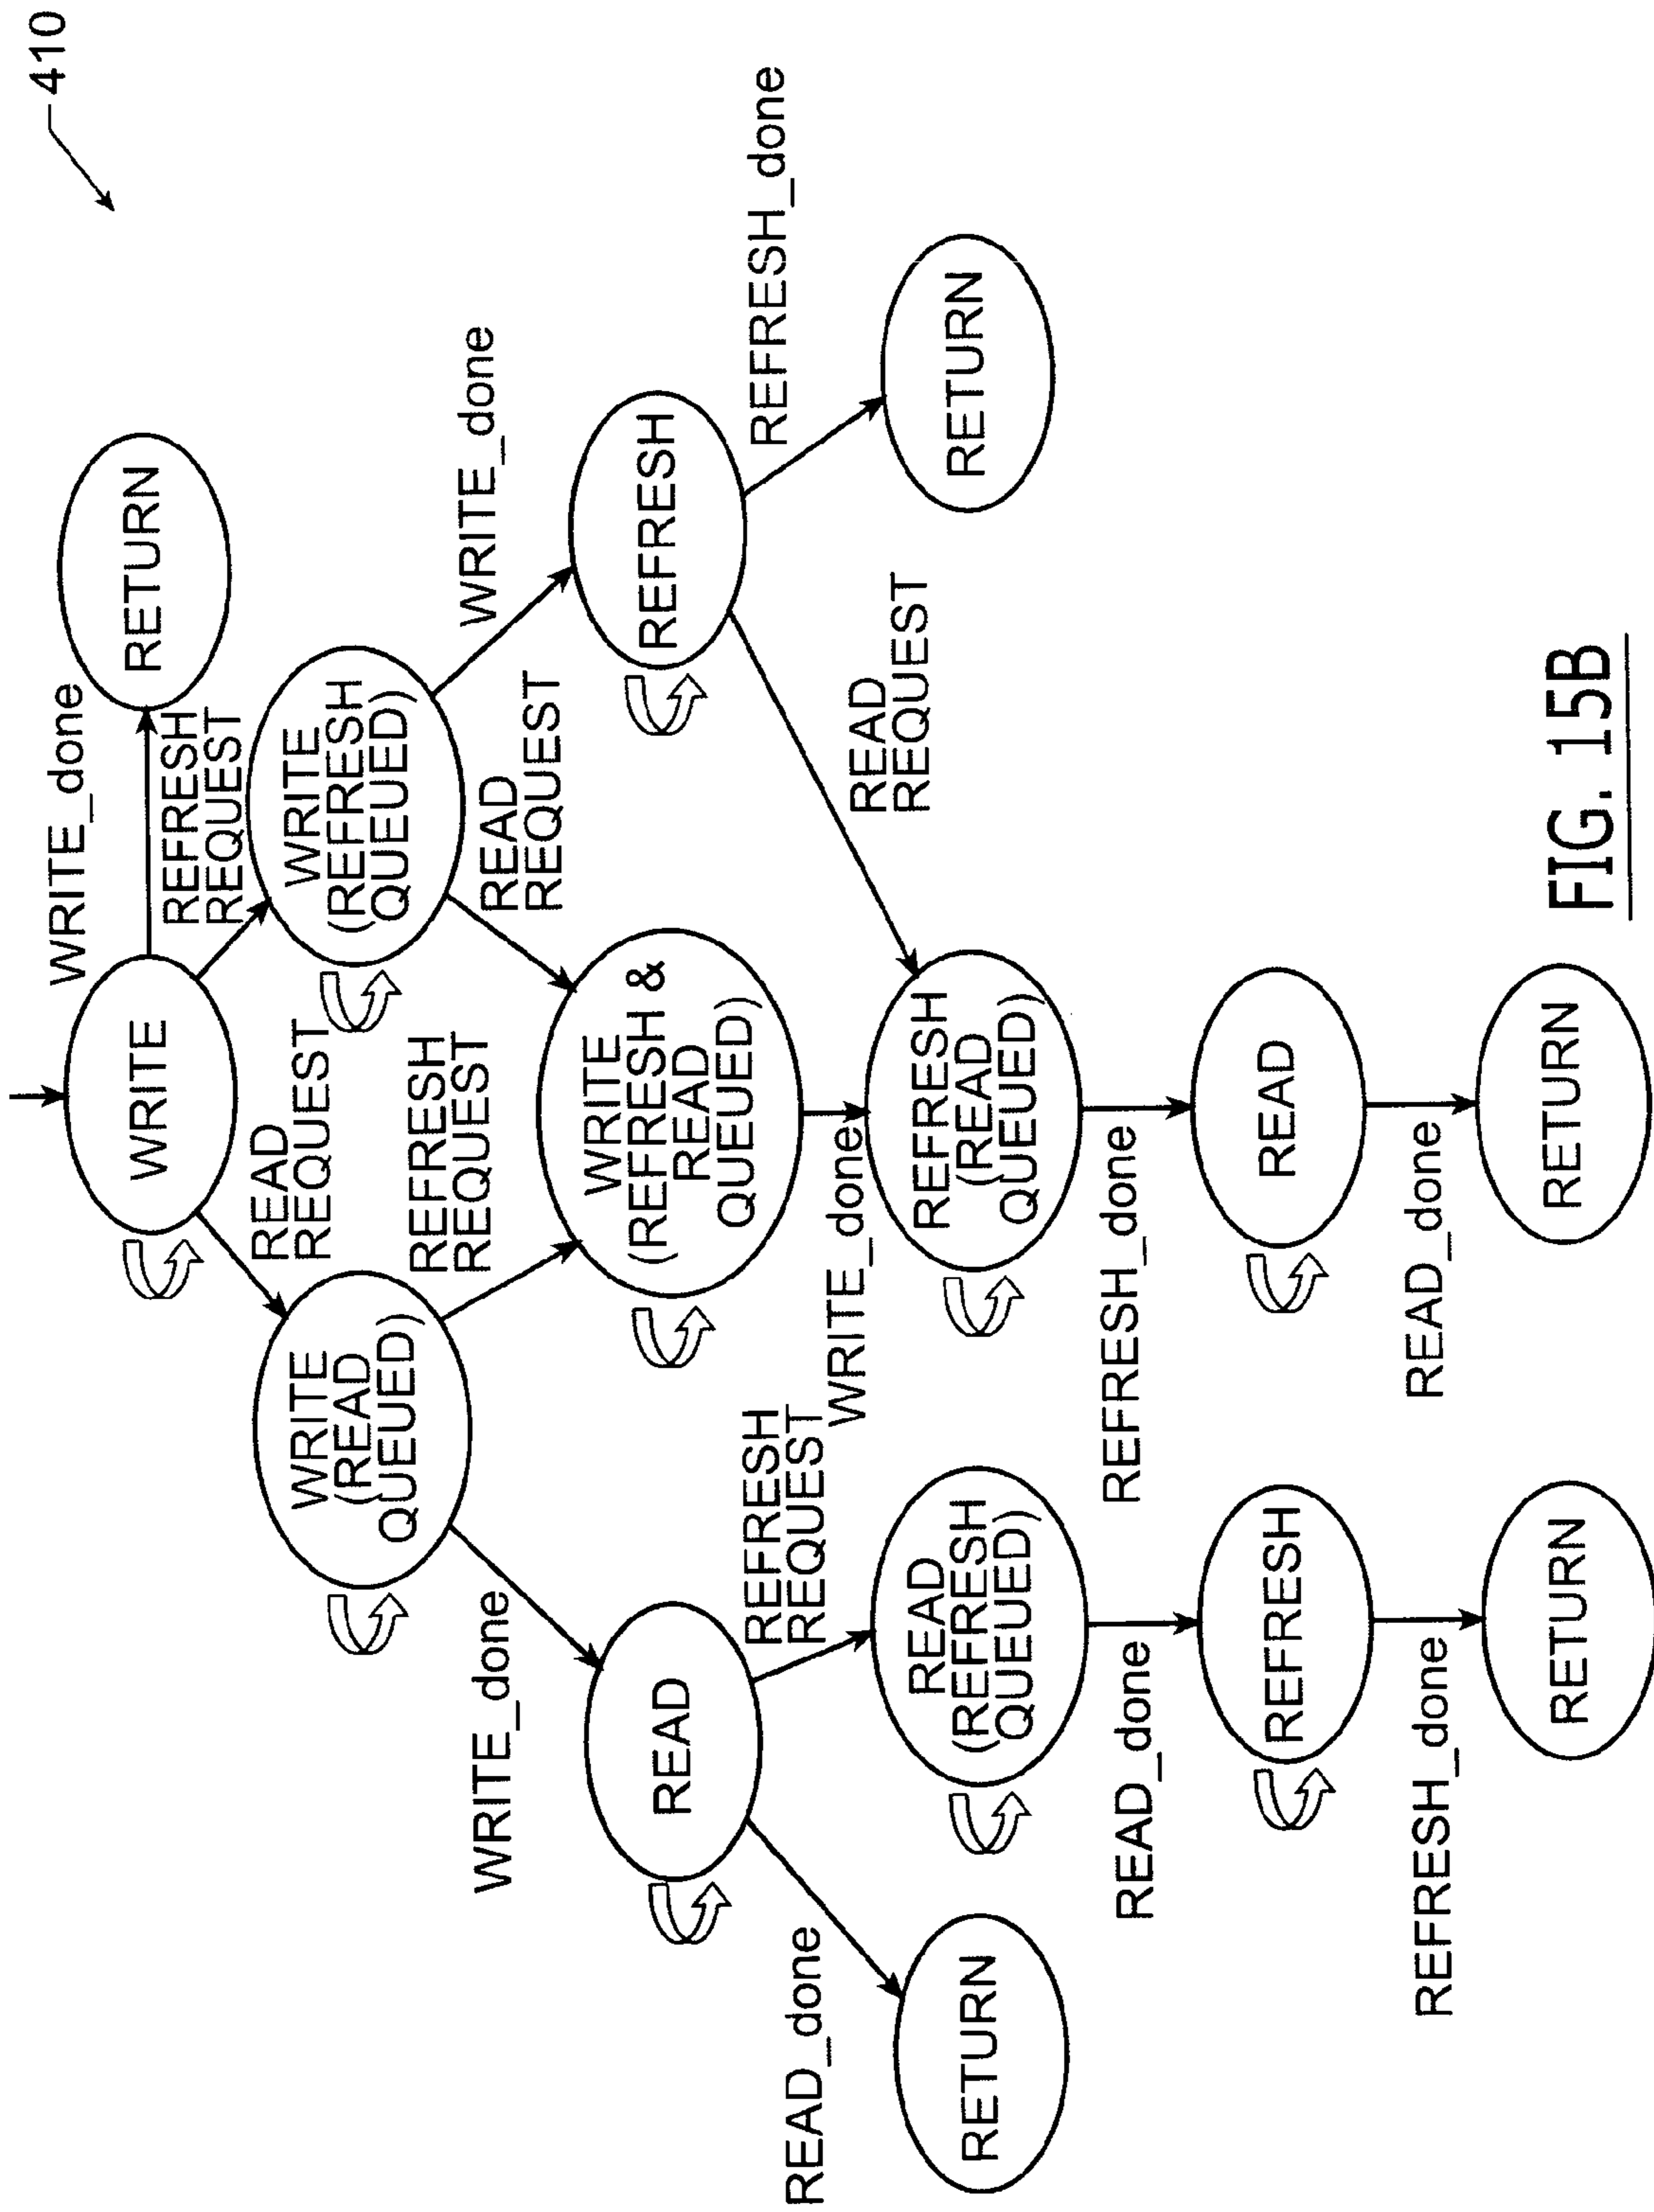 410
WRITE_done
WRITE
RETURN
READ
REQUEST
REFRESH
REQUEST
WRITE
(READ
QUEUED)
WRITE
(REFRESH
QUEUED)
WRITE_done
REFRESH
REQUEST
READ
REQUEST
WRITE_done
READ
WRITE
(REFRESH &
READ
QUEUED)
REFRESH
READ_done
REFRESH
REQUEST
WRITE_done
READ
REQUEST
REFRESH_done
RETURN
READ
(REFRESH
QUEUED)
REFRESH
(READ
QUEUED)
RETURN
READ_done
REFRESH_done
REFRESH
READ
REFRESH_done
READ_done
RETURN
RETURN
FIG. 15B